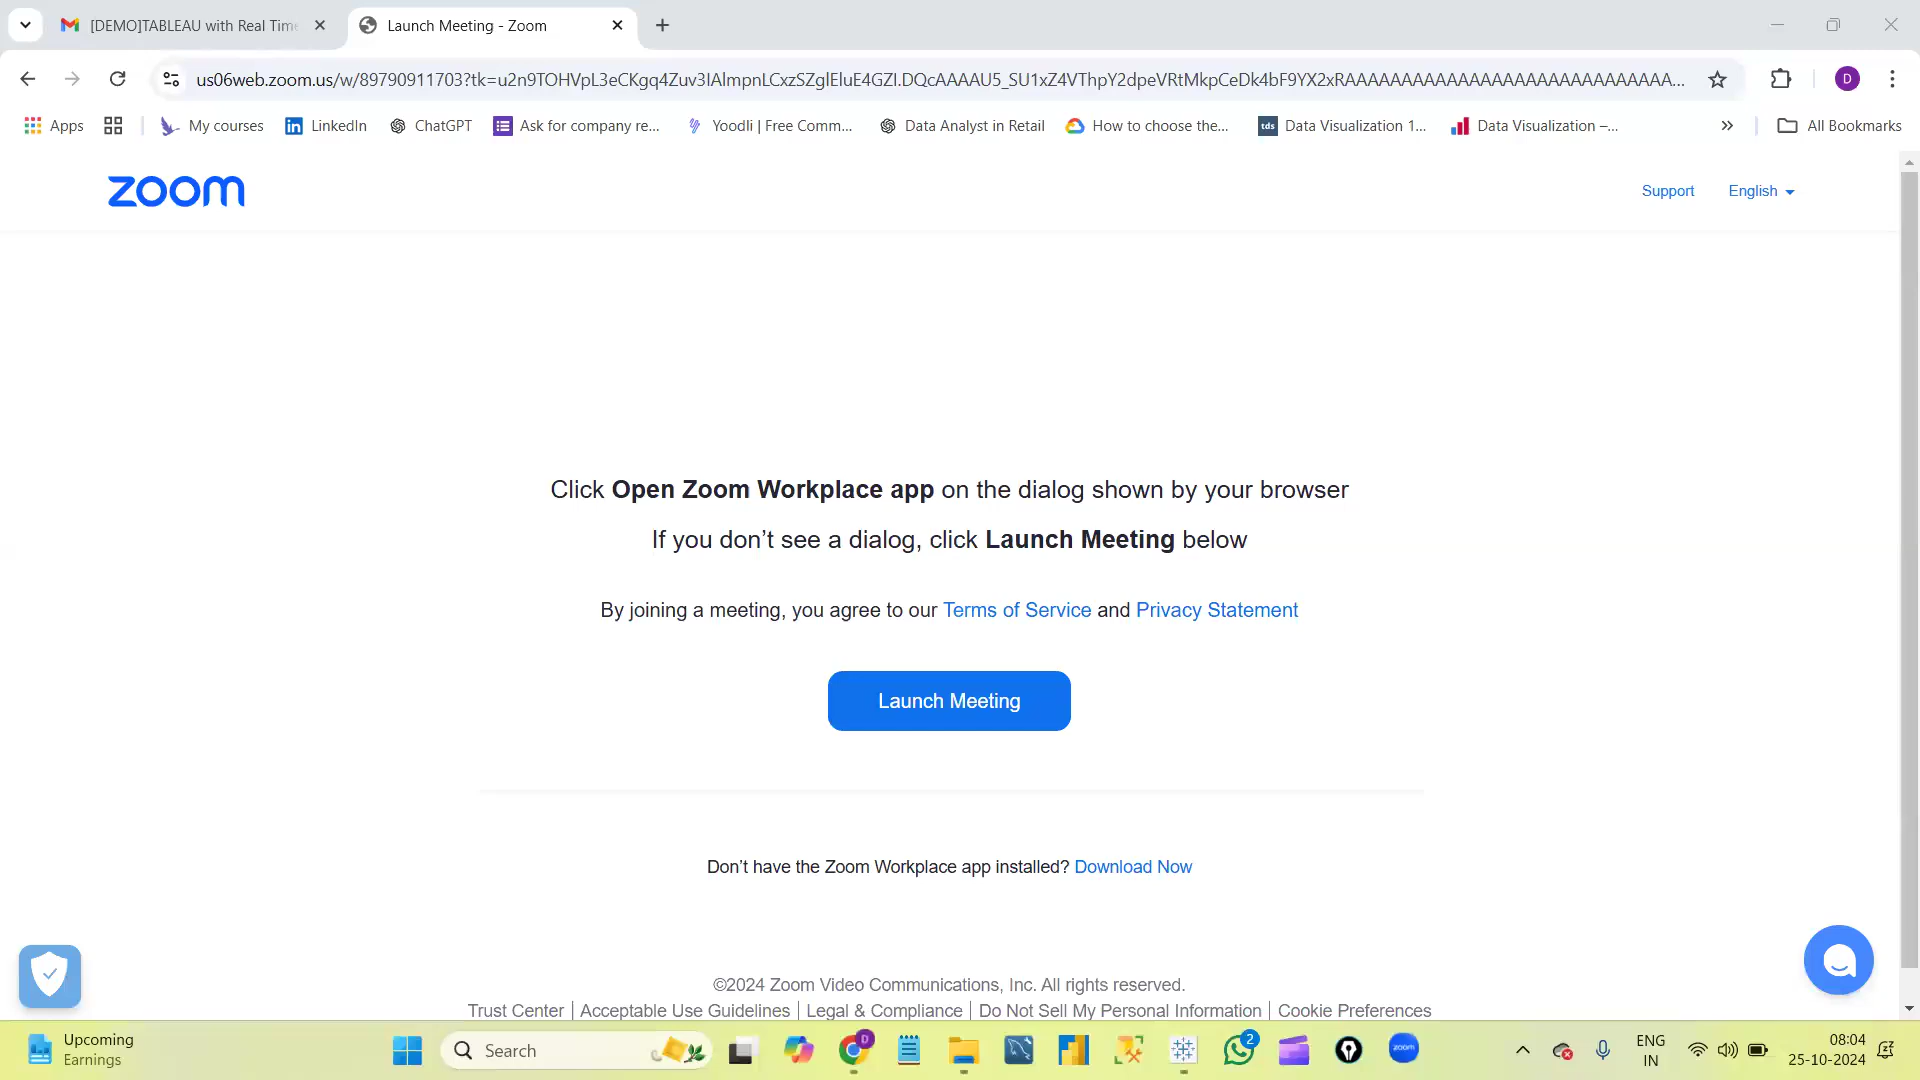 [DEMO]TABLEAU with Real Time
Launch Meeting - Zoom
us06web.zoom.us/w/89790911703?tk=u2n9TOHVpL3eCKgq4Zuv3IAlmpnLCxzSZglEluE4GZI.DQcAAAAU5_SU1xZ4VThpY2dpeVRtMkpCeDk4bF9YX2xRAAAAAAAAAAAAAAAAAAAAAAAAAAAAA...
Apps
My courses
LinkedIn
ChatGPT
Ask for company re...
Yoodli | Free Comm...
Data Analyst in Retail
How to choose the...
tds
Data Visualization 1...
Data Visualization –...
All Bookmarks
zoom
Support
English
Click Open Zoom Workplace app on the dialog shown by your browser
If you don’t see a dialog, click Launch Meeting below
By joining a meeting, you agree to our Terms of Service and Privacy Statement
Launch Meeting
Don’t have the Zoom Workplace app installed? Download Now
©2024 Zoom Video Communications, Inc. All rights reserved.
Trust Center | Acceptable Use Guidelines | Legal & Compliance | Do Not Sell My Personal Information | Cookie Preferences
Upcoming
Earnings
Search
D
D
2
zoom
ENG
IN
08:04
25-10-2024